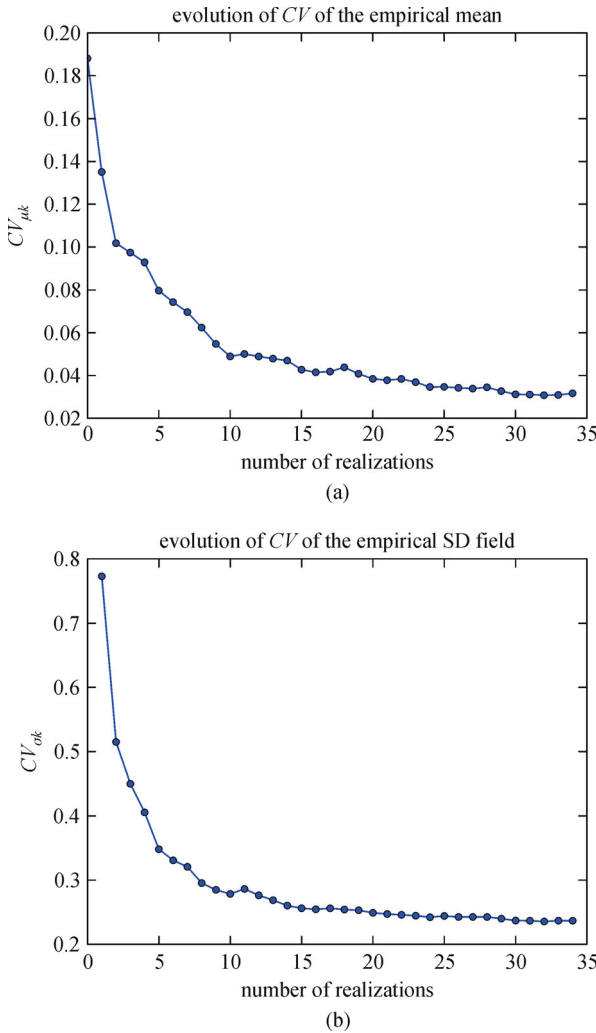 evolution of CV of the empirical mean
0.20
0.18
0.16
0.14
0.12
0.10
0.08
0.06
0.04
0.02
CVμk
0 5 10 15 20 25 30 35
number of realizations
(a)
evolution of CV of the empirical SD field
0.8
0.7
0.6
0.5
0.4
0.3
0.2
CVσk
0 5 10 15 20 25 30 35
number of realizations
(b)